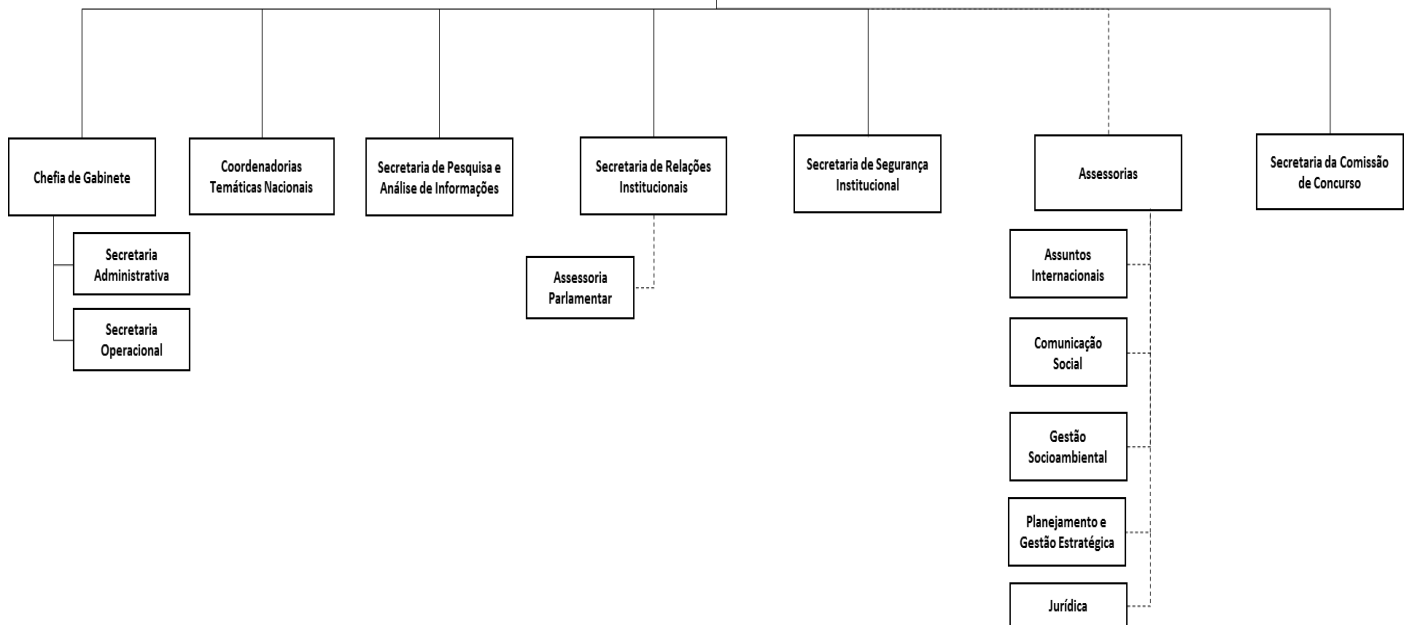 Chefia de Gabinete
Coordenadorias
Temáticas Nacionais
Secretaria de Pesquisa e
Análise de Informações
Secretaria de Relações
Institucionais
Secretaria de Segurança
Institucional
Assessorias
Secretaria da Comissão
de Concurso
Secretaria
Administrativa
Secretaria
Operacional
Assessoria
Parlamentar
Assuntos
Internacionais
Comunicação
Social
Gestão
Socioambiental
Planejamento e
Gestão Estratégica
Jurídica